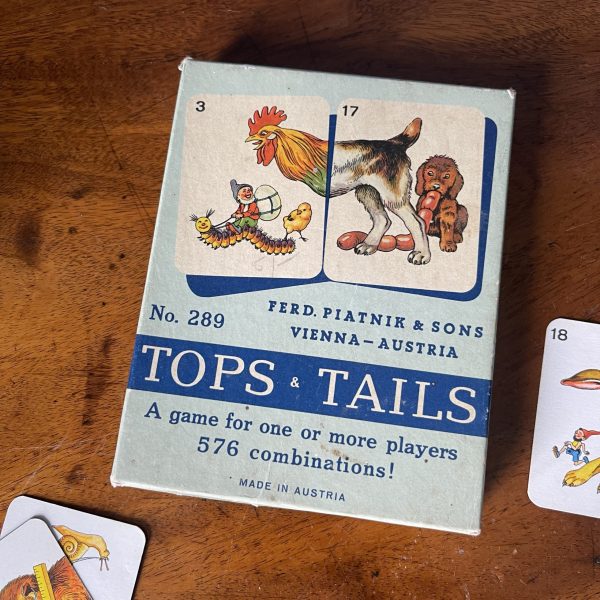 3
17
No. 289
FERD. PIATNIK & SONS
VIENNA–AUSTRIA
TOPS & TAILS
A game for one or more players
576 combinations!
MADE IN AUSTRIA
18